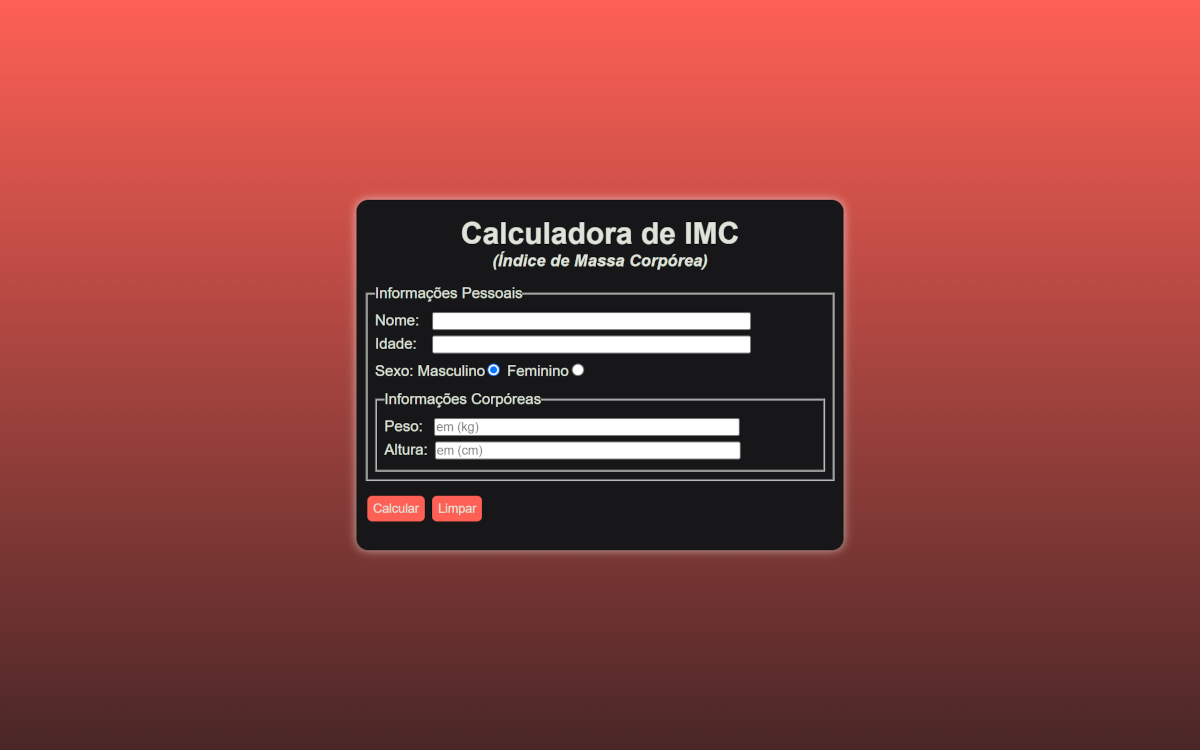 Calculadora de IMC
(Índice de Massa Corpórea)
Informações Pessoais
Nome:
Idade:
Sexo: Masculino Feminino
Informações Corpóreas
Peso: em (kg)
Altura: em (cm)
Calcular Limpar